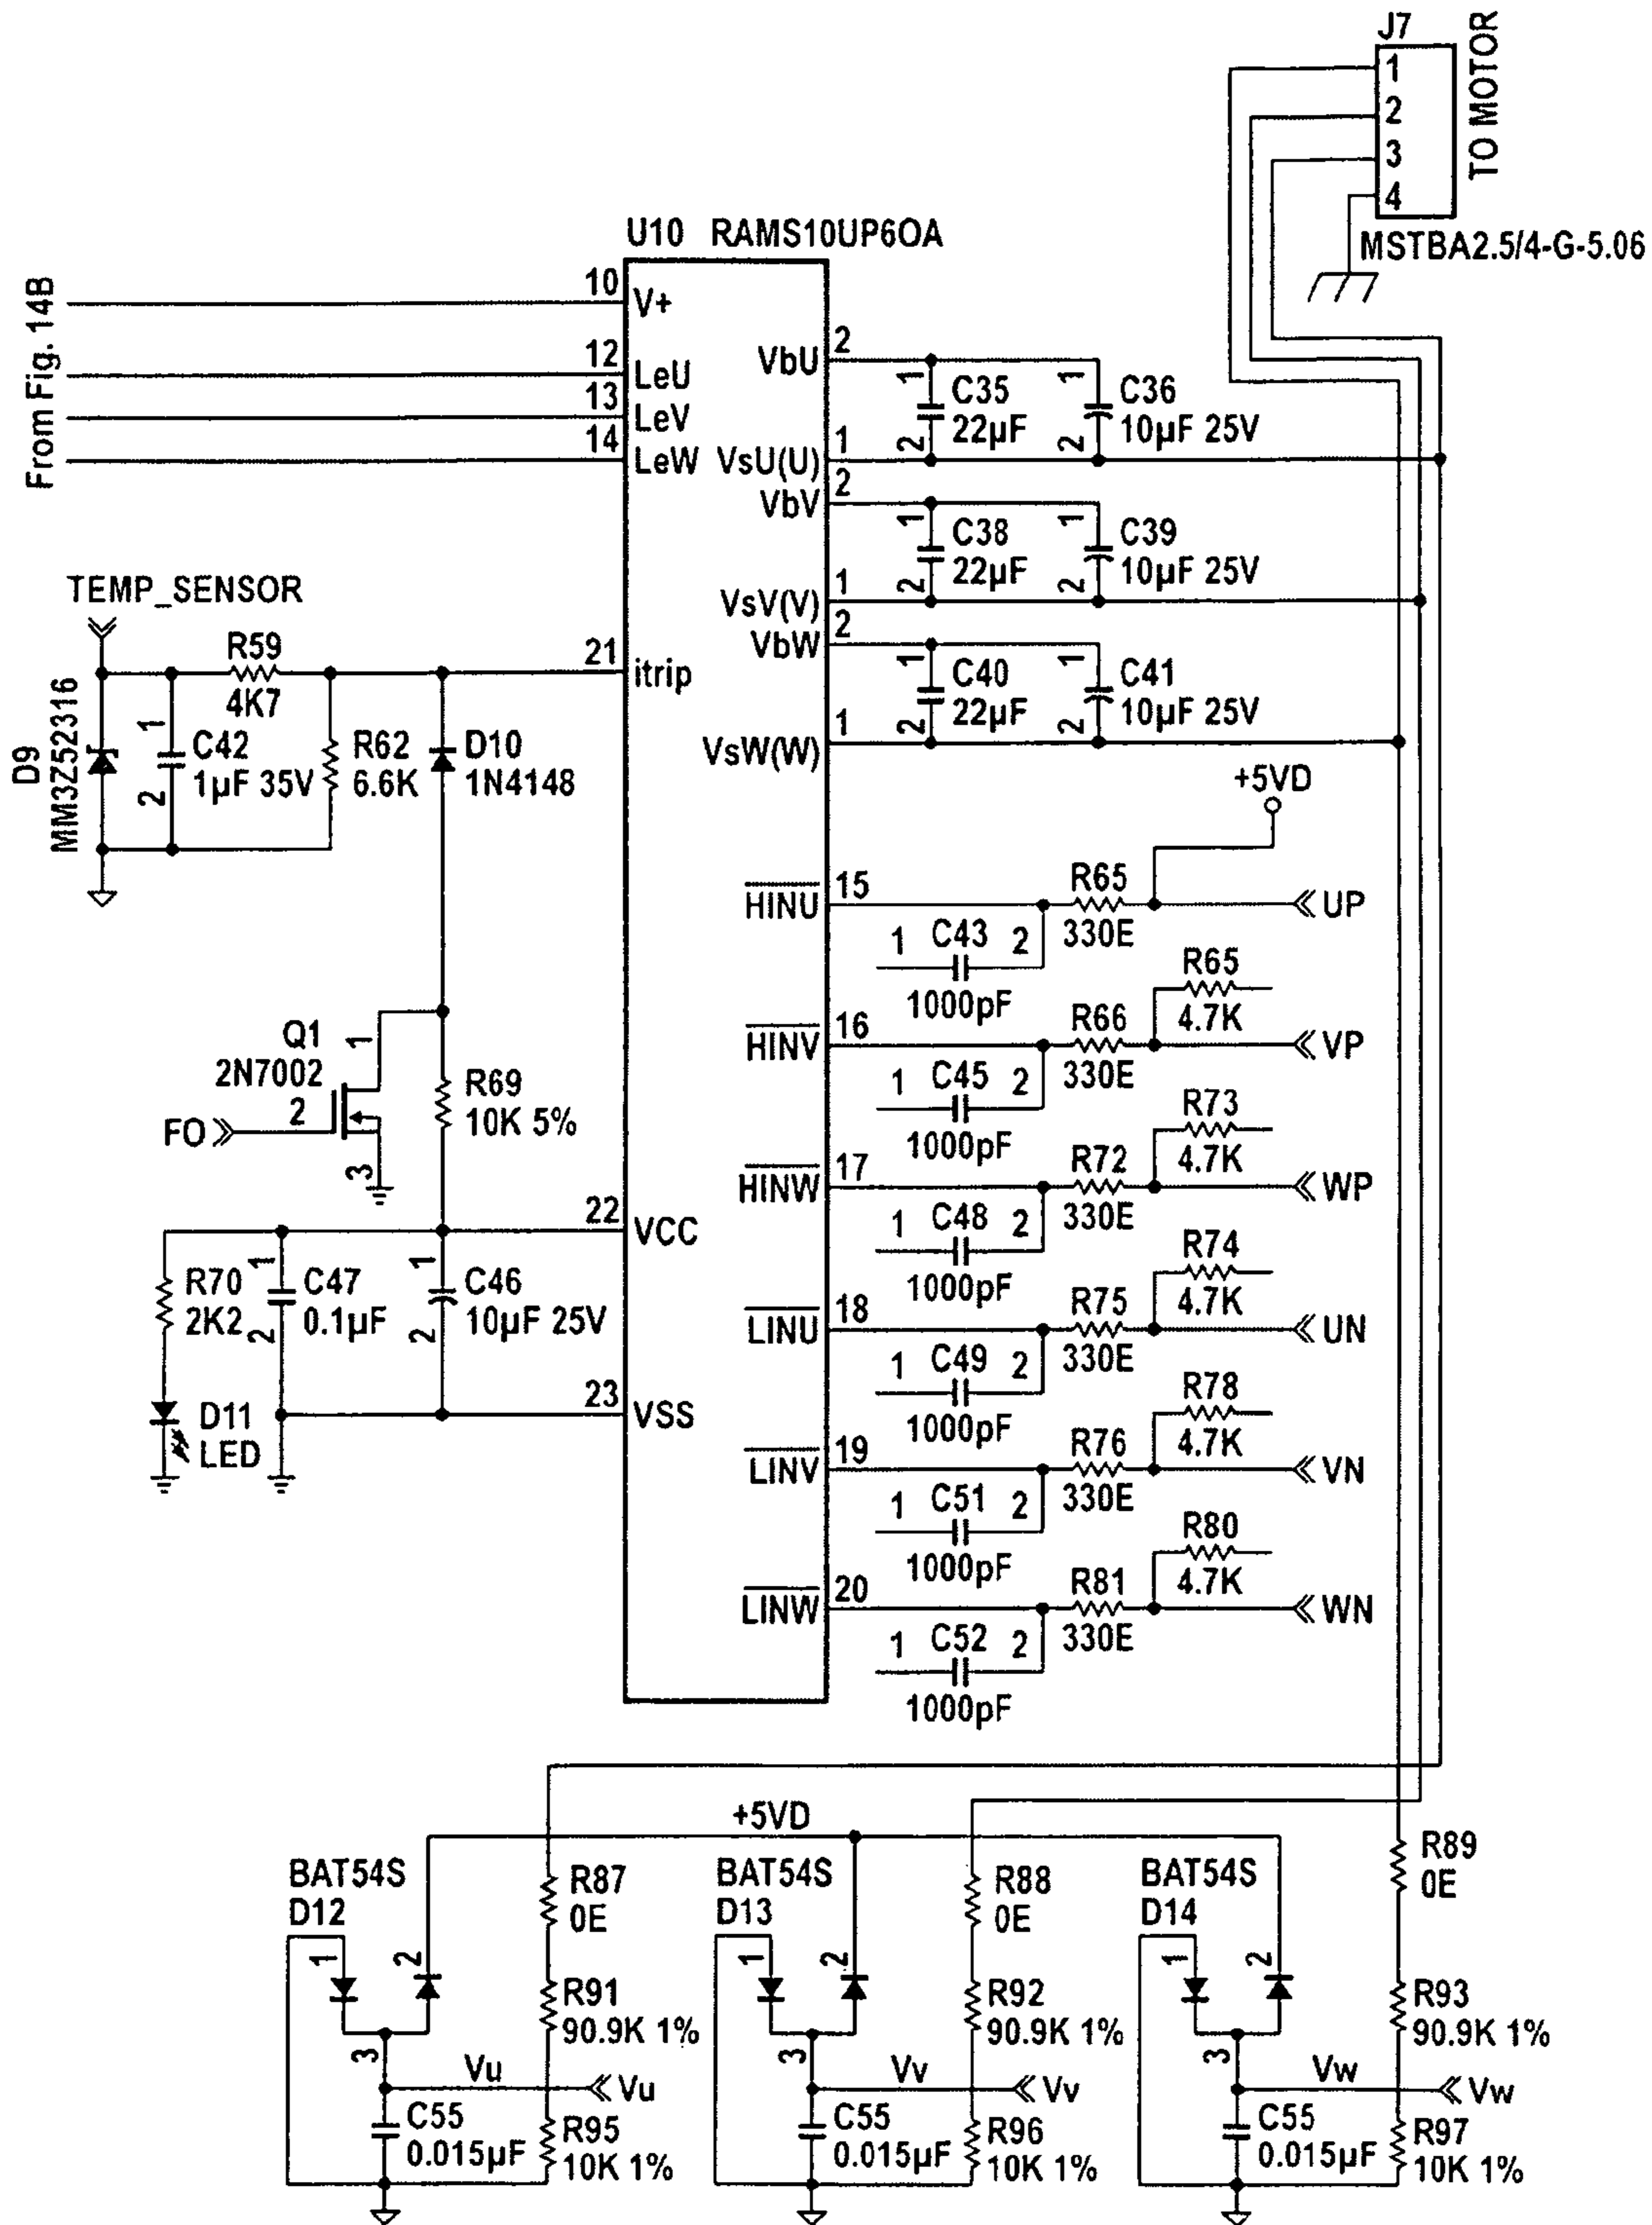 J7
1
2
3
4
TO MOTOR
MSTBA2.5/4-G-5.06
U10 RAMS10UP6OA
From Fig. 14B
10
V+
12
LeU
13
LeV
14
LeW
VbU
2
1
C35
22µF
2
1
C36
10µF 25V
2
VsU(U)
1
VbV
2
1
C38
22µF
2
1
C39
10µF 25V
2
VsV(V)
1
VbW
2
1
C40
22µF
2
1
C41
10µF 25V
2
VsW(W)
1
TEMP_SENSOR
R59
4K7
21
itrip
D9
MM3Z52316
1
C42
1µF 35V
2
R62
6.6K
D10
1N4148
+5VD
HINU
15
R65
330E
UP
1
C43
2
1000pF
R65
4.7K
HINV
16
R66
330E
VP
1
C45
2
1000pF
R73
4.7K
HINW
17
R72
330E
WP
1
C48
2
1000pF
R74
4.7K
LINU
18
R75
330E
UN
1
C49
2
1000pF
R78
4.7K
LINV
19
R76
330E
VN
1
C51
2
1000pF
R80
4.7K
LINW
20
R81
330E
WN
1
C52
2
1000pF
Q1
2N7002
1
2
3
FO
R69
10K 5%
22
VCC
R70
2K2
1
C47
0.1µF
2
1
C46
10µF 25V
2
23
VSS
D11
LED
+5VD
BAT54S
D12
1
2
3
R87
0E
R91
90.9K 1%
Vu
Vu
C55
0.015µF
R95
10K 1%
BAT54S
D13
1
2
3
R88
0E
R92
90.9K 1%
Vv
Vv
C55
0.015µF
R96
10K 1%
BAT54S
D14
1
2
3
R89
0E
R93
90.9K 1%
Vw
Vw
C55
0.015µF
R97
10K 1%